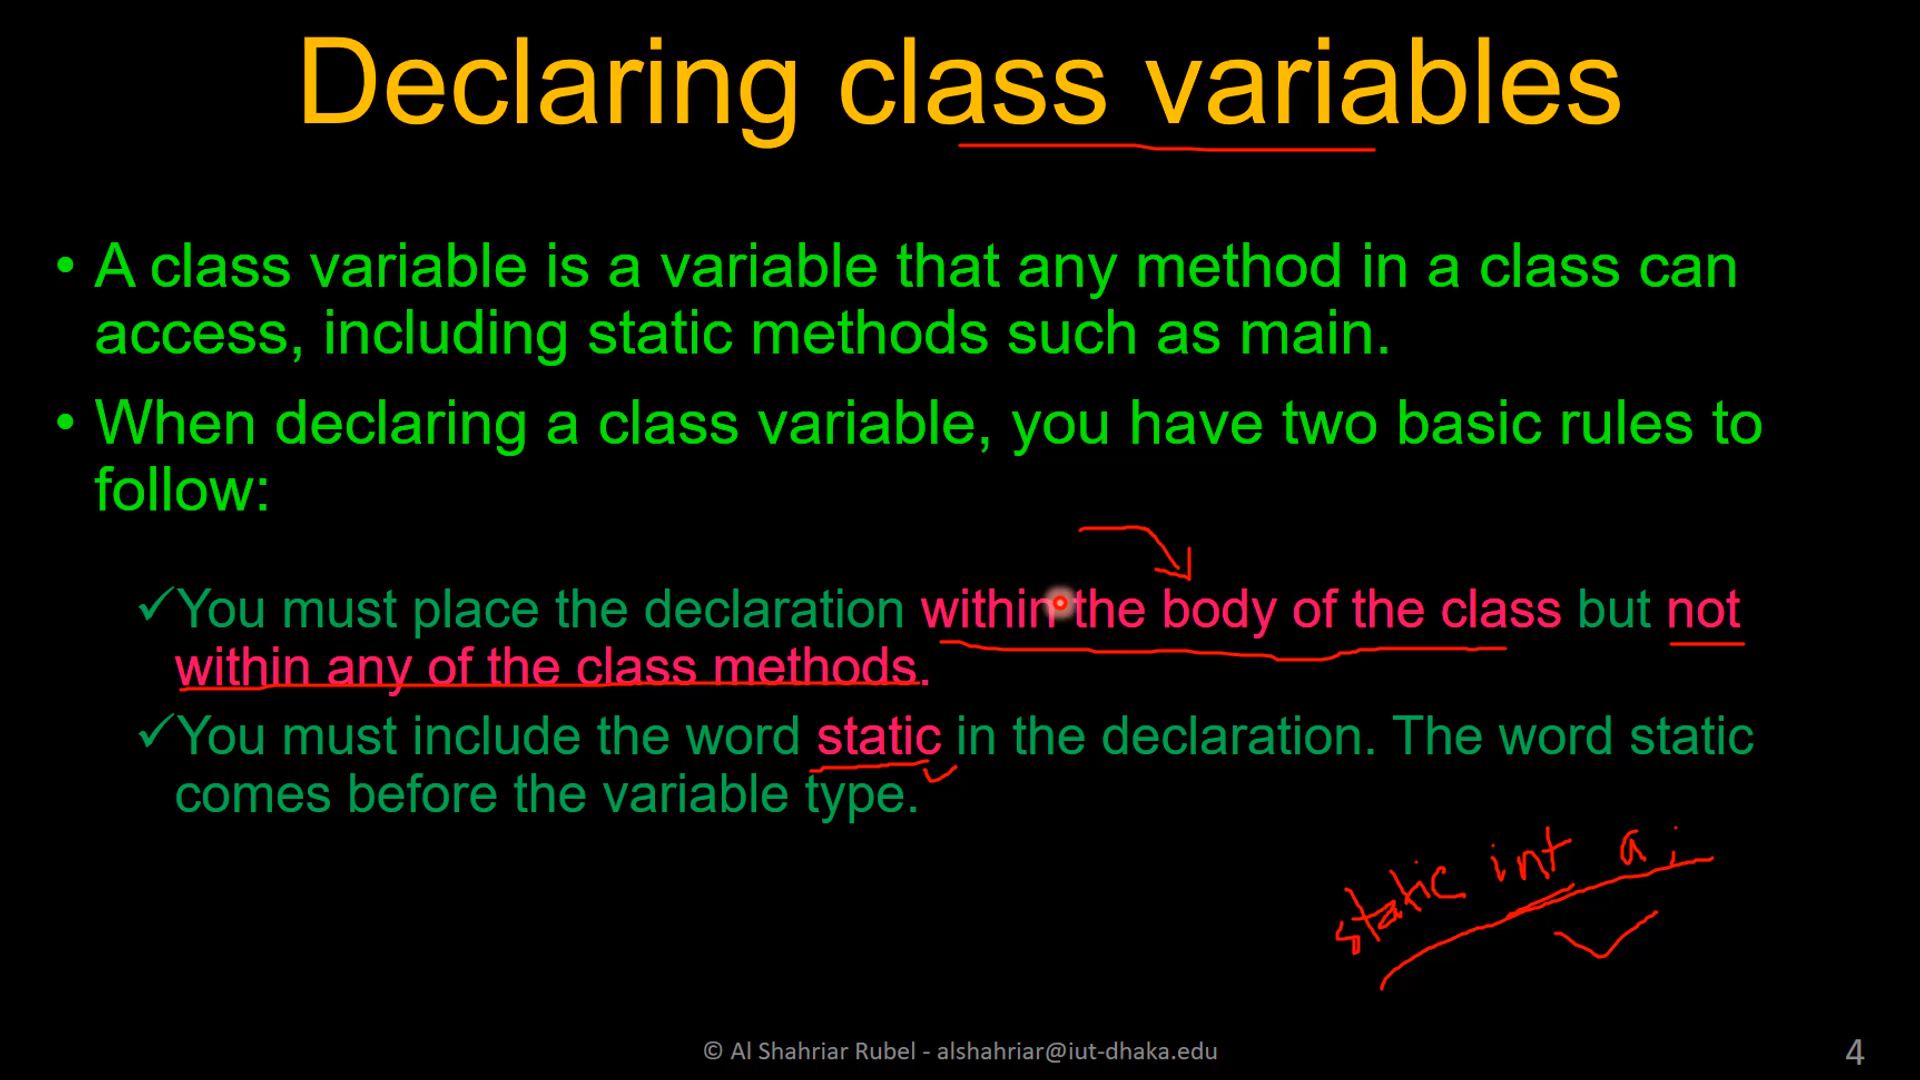 Declaring class variables
• A class variable is a variable that any method in a class can
access, including static methods such as main.
• When declaring a class variable, you have two basic rules to
follow:
✓You must place the declaration within the body of the class but not
within any of the class methods.
✓You must include the word static in the declaration. The word static
comes before the variable type.
static int a;
© Al Shahriar Rubel - alshahriar@iut-dhaka.edu
4